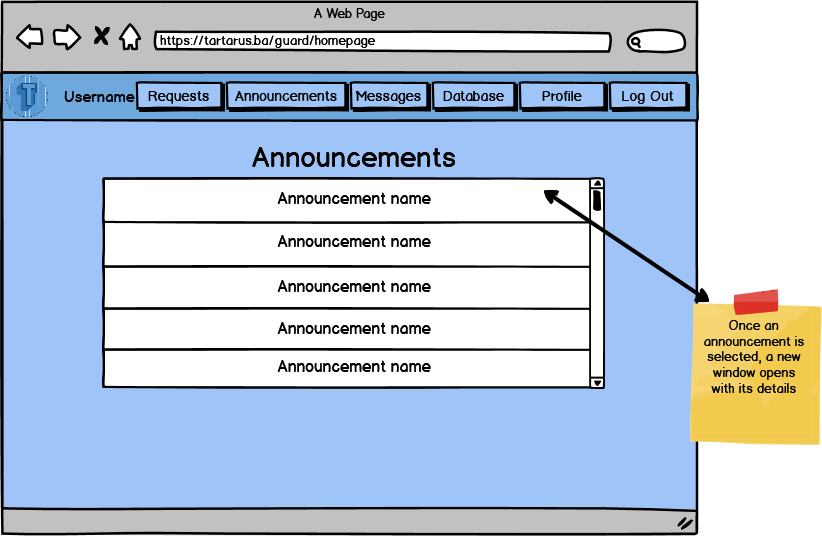 A Web Page
https://tartarus.ba/guard/homepage
T
Username Requests Announcements Messages Database Profile Log Out
Announcements
Announcement name
Announcement name
Announcement name
Announcement name
Announcement name
Once an
announcement is
selected, a new
window opens
with its details